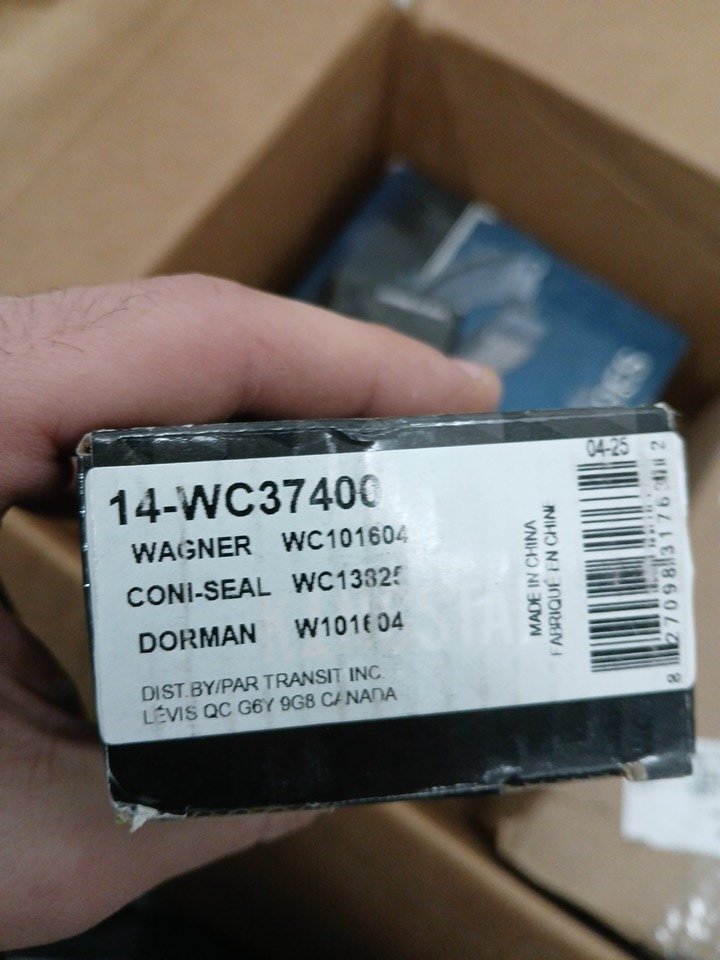 14-WC37400
WAGNER WC101604
CONI-SEAL WC13825
DORMAN W101604
DIST.BY/PAR TRANSIT INC.
LÉVIS QC G6Y 9G8 CANADA
MADE IN CHINA
FABRIQUÉ EN CHINE
04-25